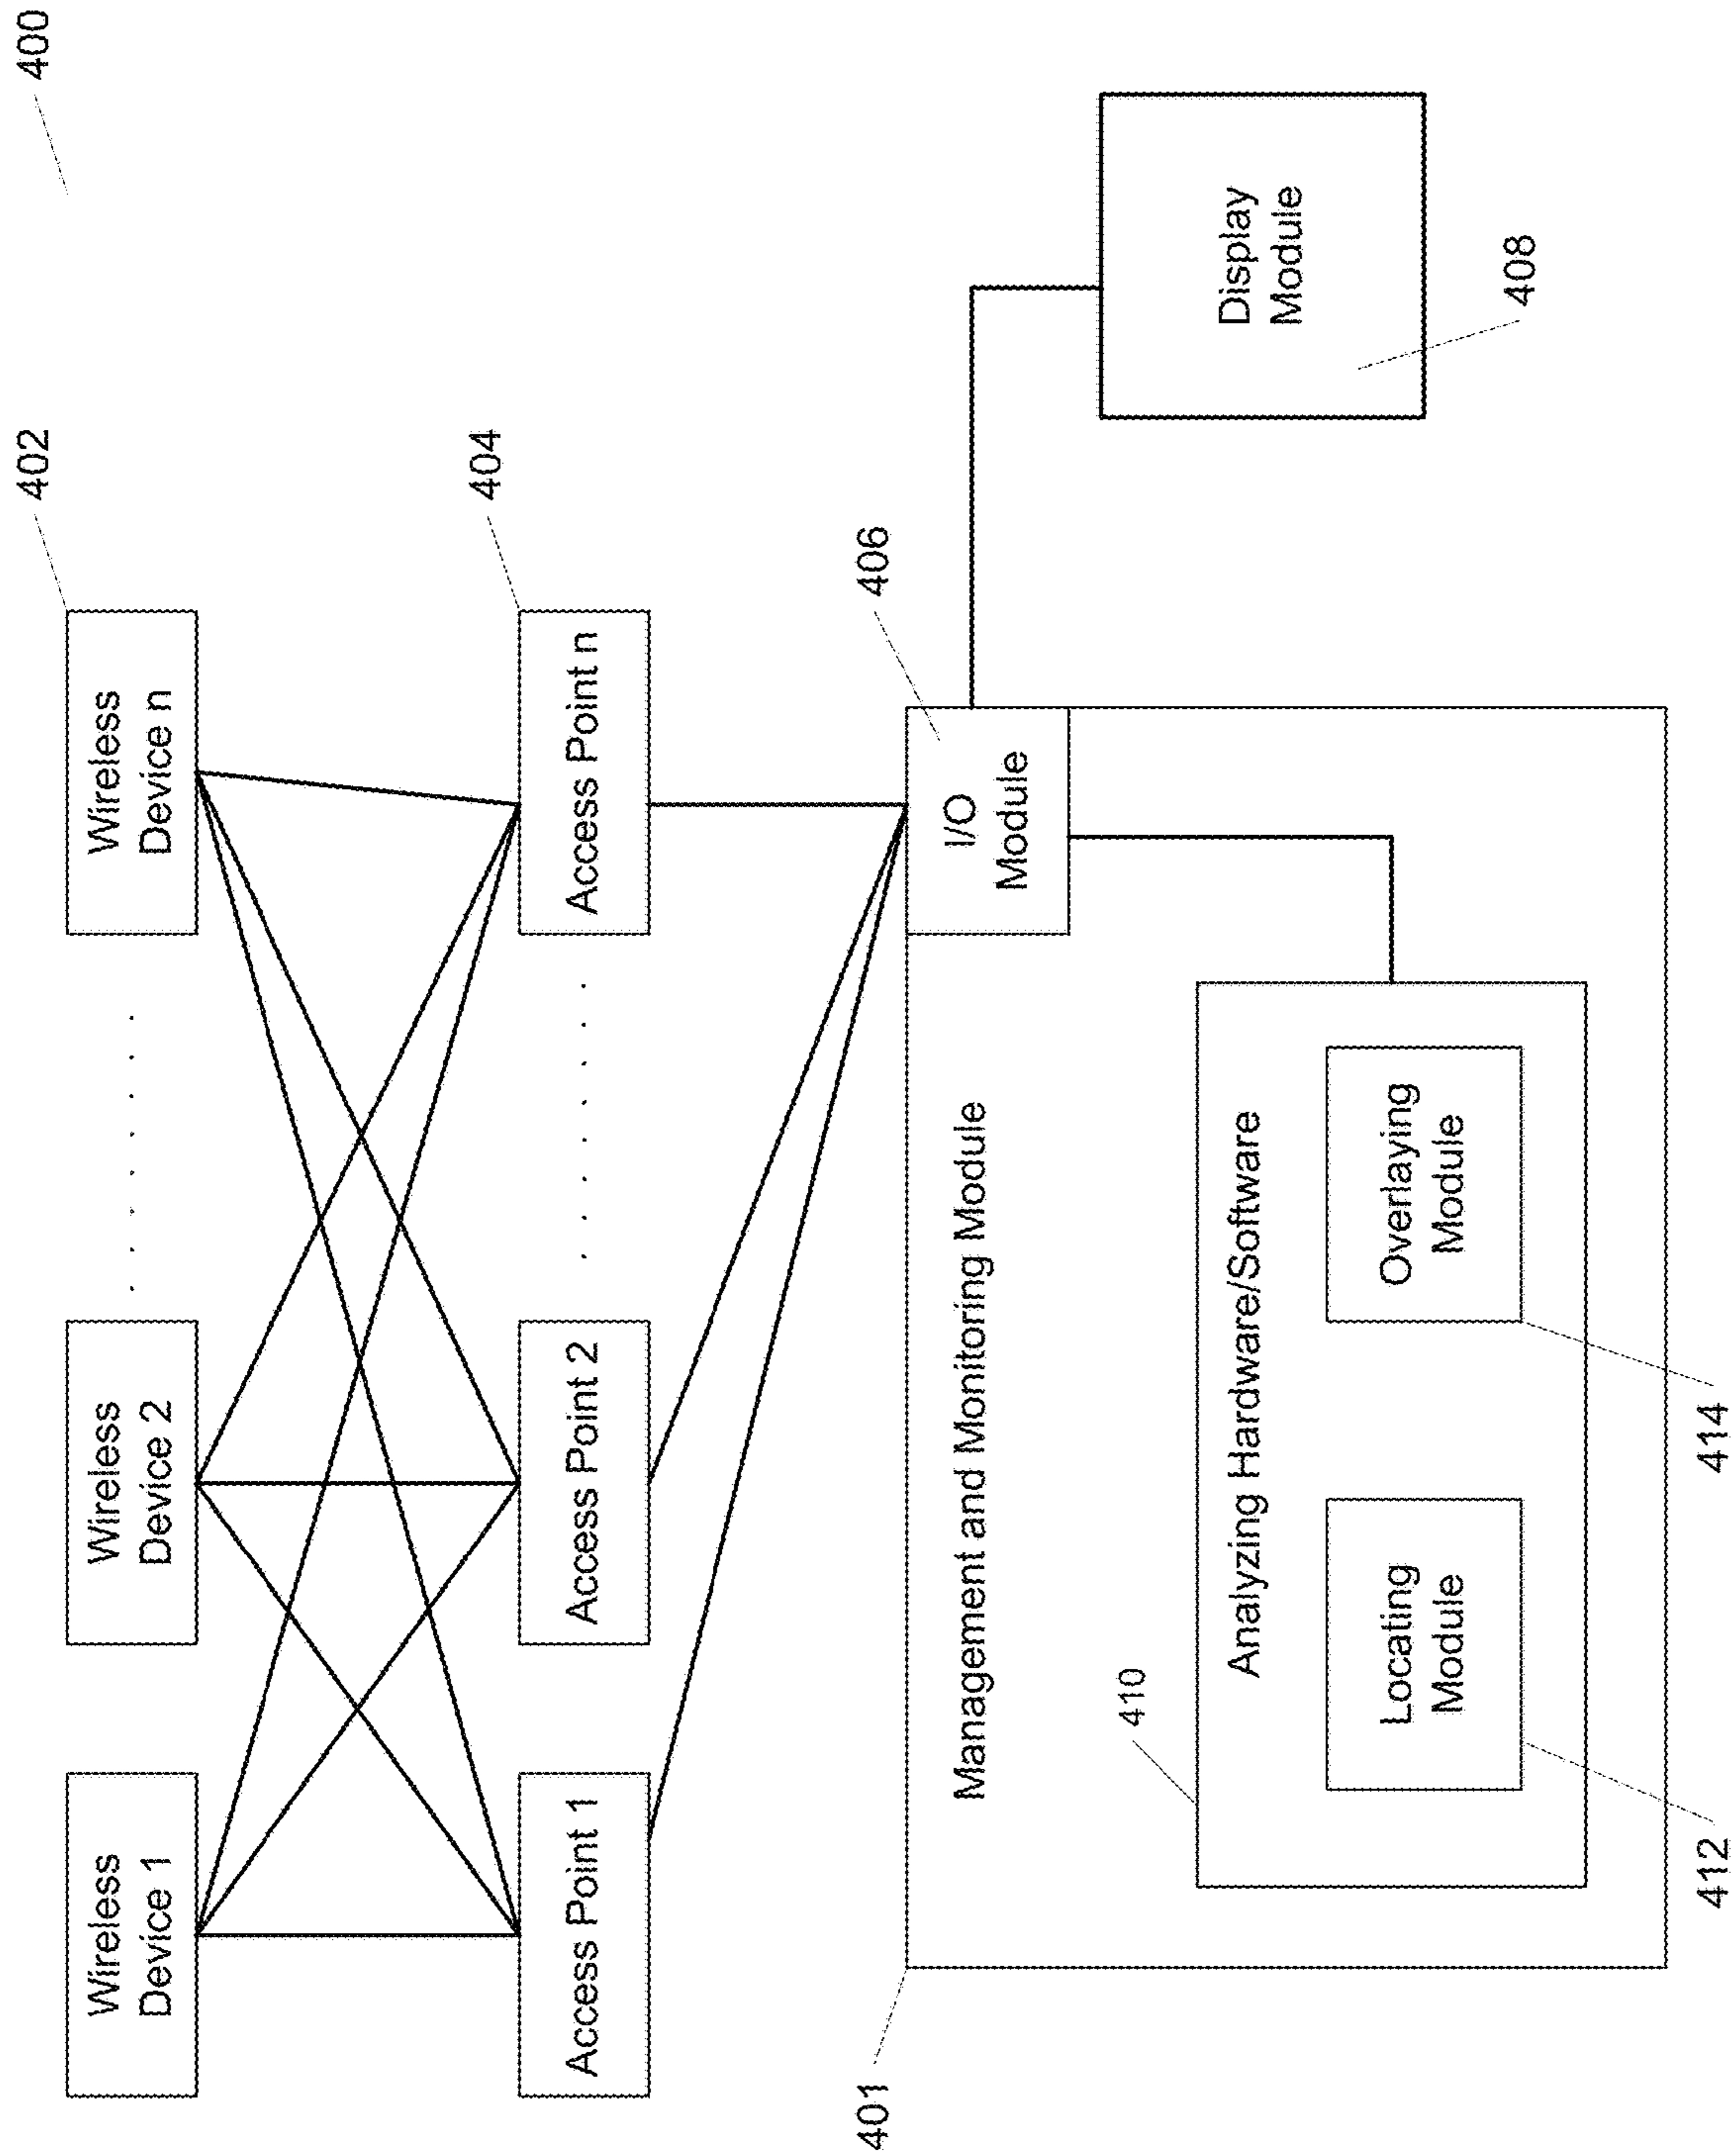 400
402
Wireless
Device 1
Wireless
Device 2
. . . . . .
Wireless
Device n
404
Access Point 1
Access Point 2
. . . . . .
Access Point n
406
401
I/O
Module
Management and Monitoring Module
410
Analyzing Hardware/Software
Locating
Module
Overlaying
Module
412
414
Display
Module
408